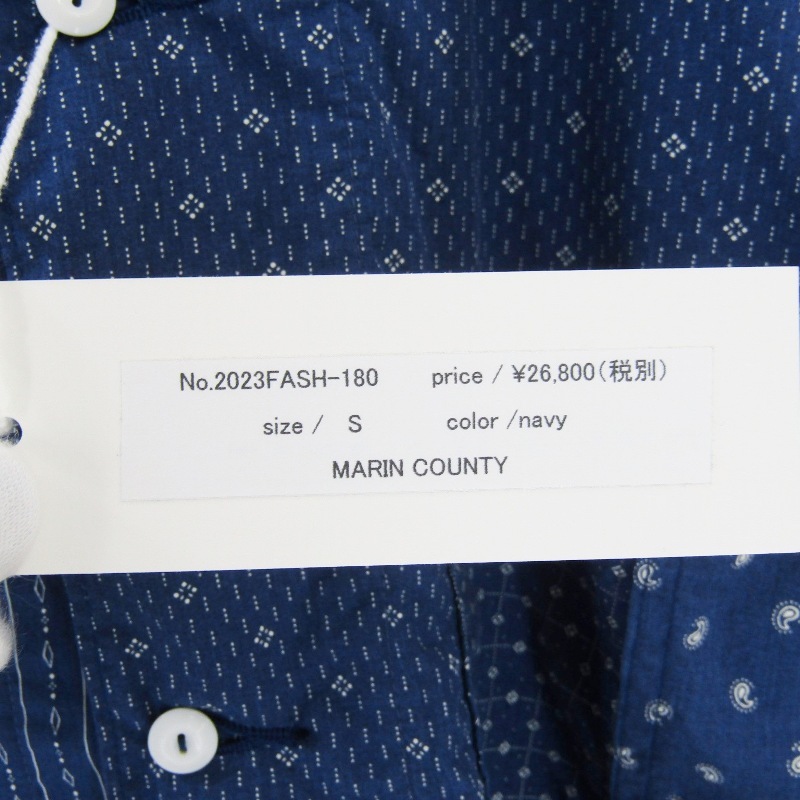 No.2023FASH-180 price / ¥26,800(税別)
size / S color /navy
MARIN COUNTY